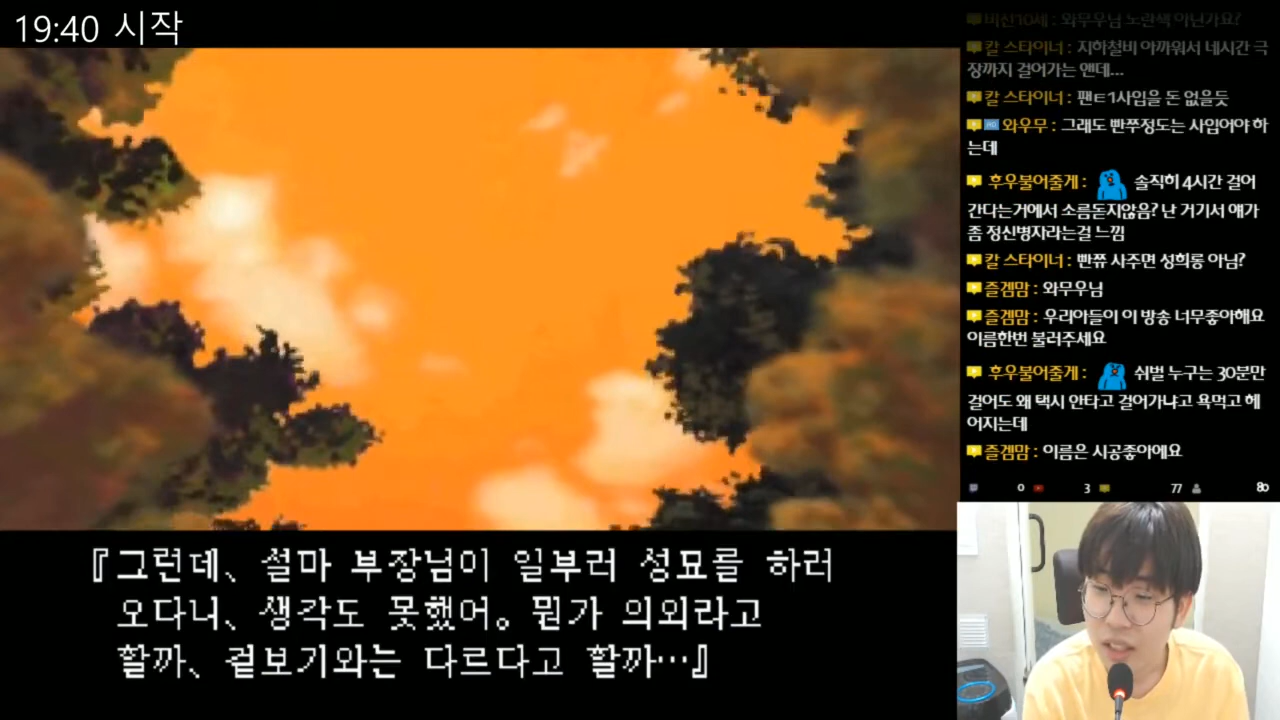 19:40 시작
와무우님 노란색 아닌가요?
칼 스타이너 : 지하철비 아까워서 네시간 극
장까지 걸어가는 앤데...
칼 스타이너 : 팬ㅌ1사입을 돈 없을듯
와우무 : 그래도 빤쭈정도는 사입어야 하
는데
후우불어줄게 : 솔직히 4시간 걸어
간다는거에서 소름돋지않음? 난 거기서 얘가
좀 정신병자라는걸 느낌
칼 스타이너 : 빤쮸 사주면 성희롱 아님?
즐겜맘 : 와무우님
즐겜맘 : 우리아들이 이 방송 너무좋아해요
이름한번 불러주세요
후우불어줄게 : 쉬벌 누구는 30분만
걸어도 왜 택시 안타고 걸어가냐고 욕먹고 헤
어지는데
즐겜맘 : 이름은 시공좋아에요
0 3 77 80
『그런데、 설마 부장님이 일부러 성묘를 하러
오다니、 생각도 못했어。 뭔가 의외라고
할까、 겉보기와는 다르다고 할까…』